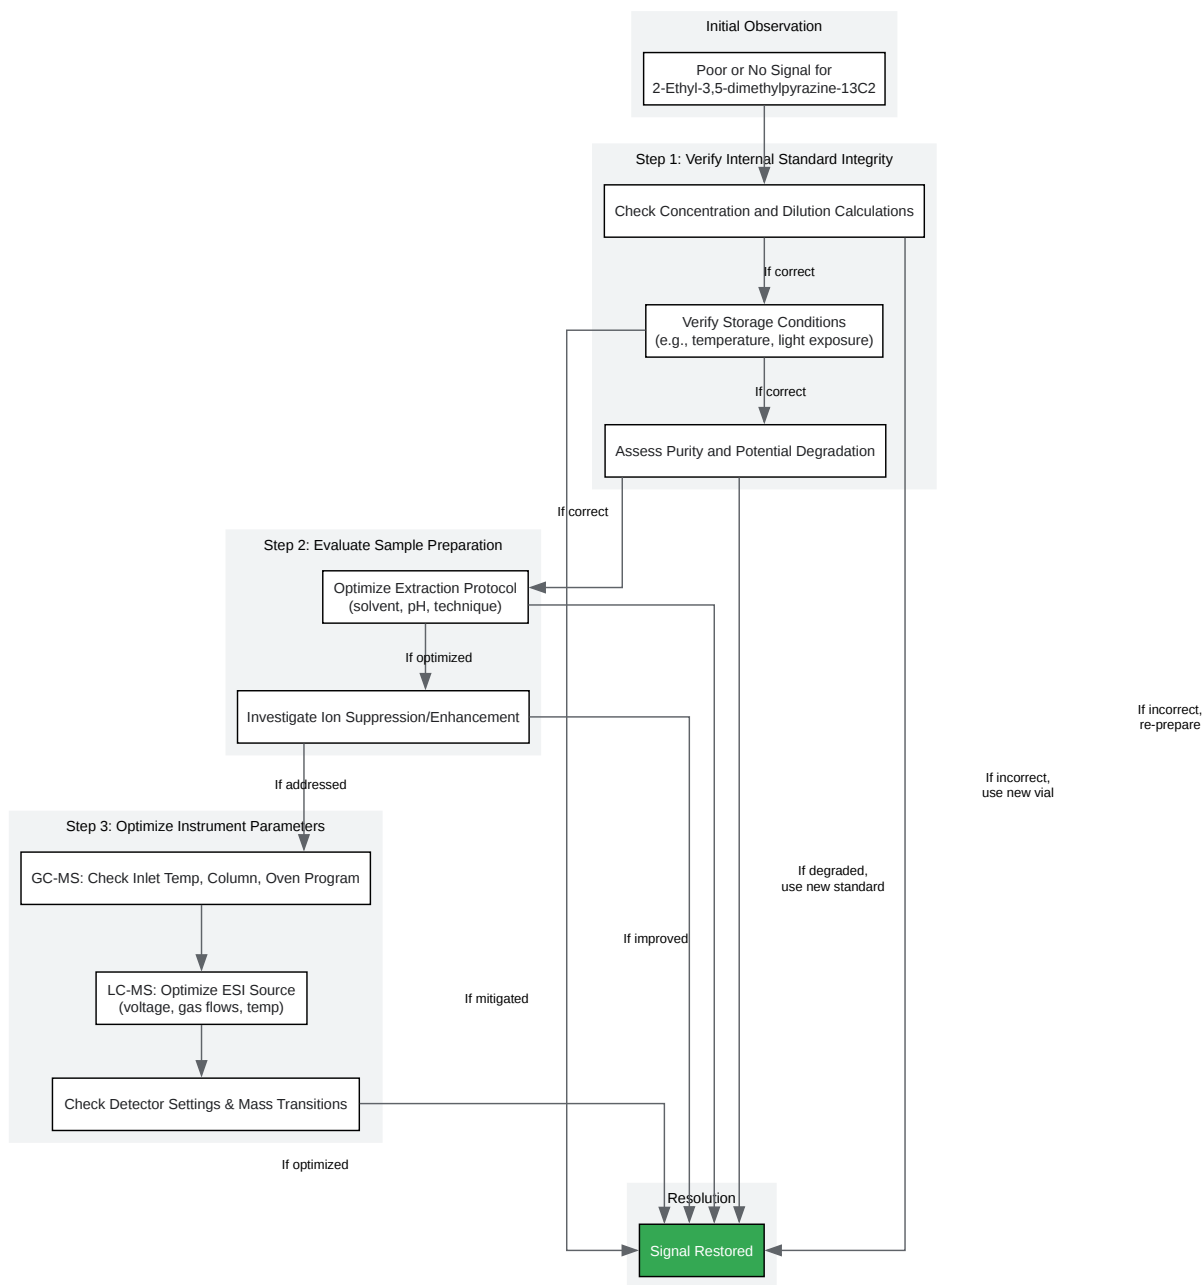 Initial Observation
Poor or No Signal for
2-Ethyl-3,5-dimethylpyrazine-13C2
Step 1: Verify Internal Standard Integrity
Check Concentration and Dilution Calculations
If correct
Verify Storage Conditions
(e.g., temperature, light exposure)
If correct
Assess Purity and Potential Degradation
If correct
Step 2: Evaluate Sample Preparation
Optimize Extraction Protocol
(solvent, pH, technique)
If optimized
Investigate Ion Suppression/Enhancement
If incorrect,
re-prepare
If addressed
If incorrect,
use new vial
Step 3: Optimize Instrument Parameters
GC-MS: Check Inlet Temp, Column, Oven Program
If degraded,
use new standard
If improved
LC-MS: Optimize ESI Source
(voltage, gas flows, temp)
If mitigated
Check Detector Settings & Mass Transitions
If optimized
Resolution
Signal Restored